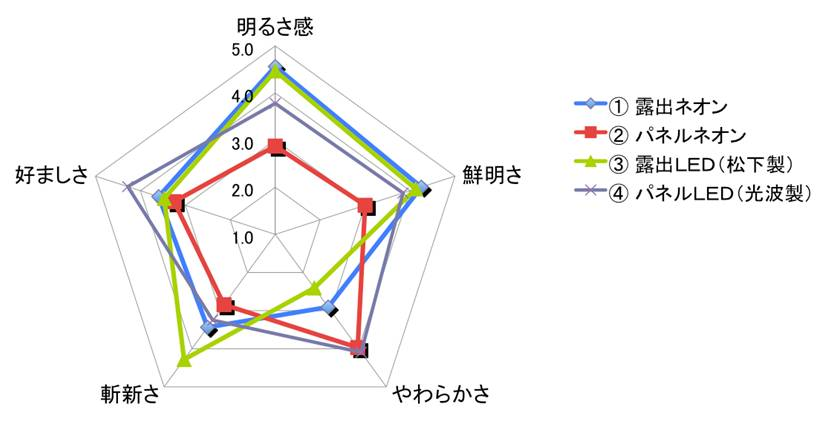 明るさ感
5.0
4.0
3.0
2.0
1.0
鮮明さ
やわらかさ
斬新さ
好ましさ
① 露出ネオン
② パネルネオン
③ 露出LED（松下製）
④ パネルLED（光波製）